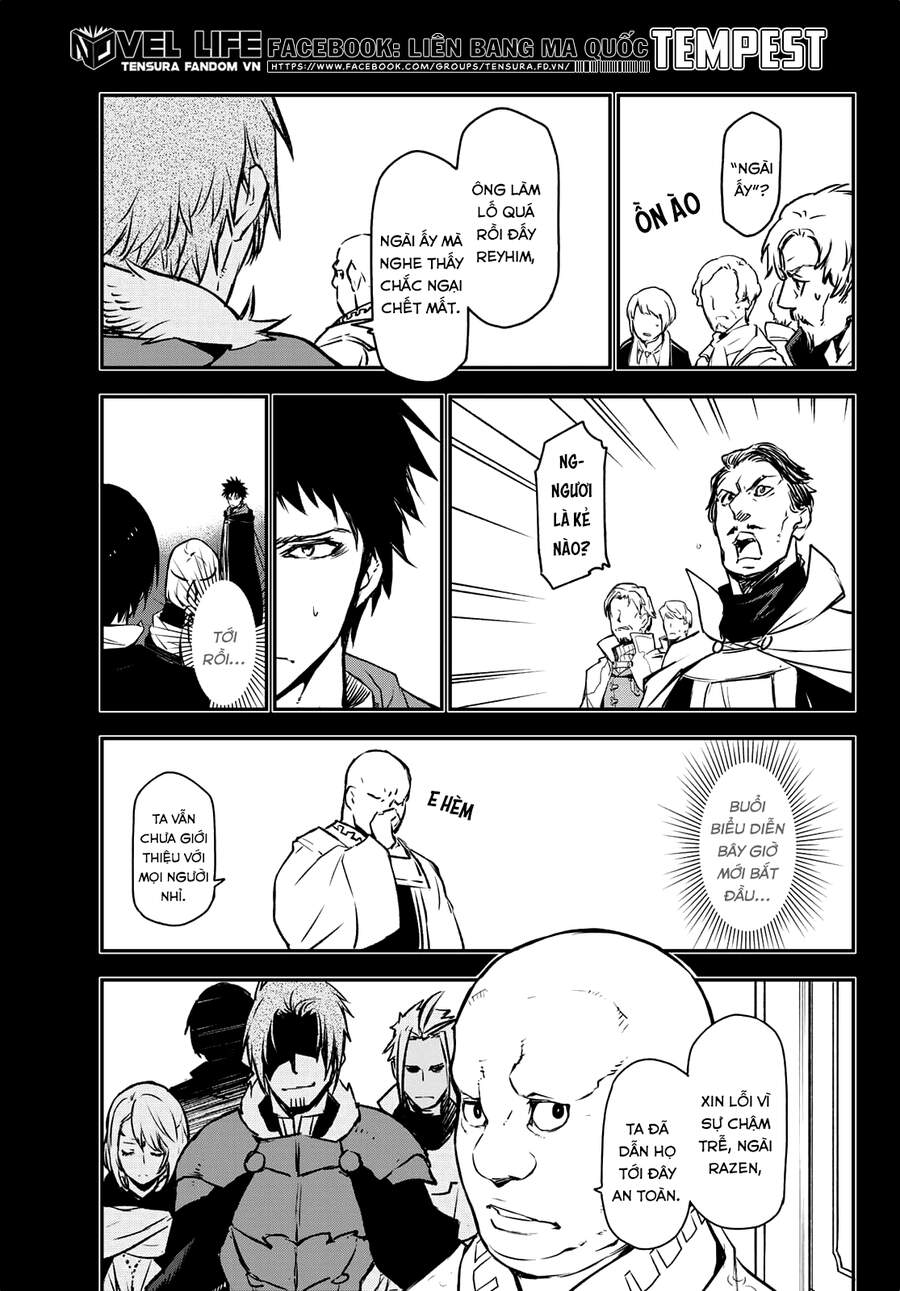 NOVEL LIFE
TENSURA FANDOM VN
FACEBOOK: LIÊN BANG MA QUỐC
HTTPS://WWW.FACEBOOK.COM/GROUPS/TENSURA.FD.VN/
TEMPEST
“NGÀI
ẤY”?
ỒN ÀO
ÔNG LÀM
LỐ QUÁ
RỒI ĐẤY
REYHIM,
NGÀI ẤY MÀ
NGHE THẤY
CHẮC NGẠI
CHẾT MẤT.
NG-
NGƯƠI
LÀ KẺ
NÀO?
TỚI
RỒI...
BUỔI
BIỂU DIỄN
BÂY GIỜ
MỚI BẮT
ĐẦU...
E HÈM
TA VẪN
CHƯA GIỚI
THIỆU VỚI
MỌI NGƯỜI
NHỈ.
XIN LỖI VÌ
SỰ CHẬM
TRỄ, NGÀI
RAZEN,
TA ĐÃ
DẪN HỌ
TỚI ĐÂY
AN TOÀN.